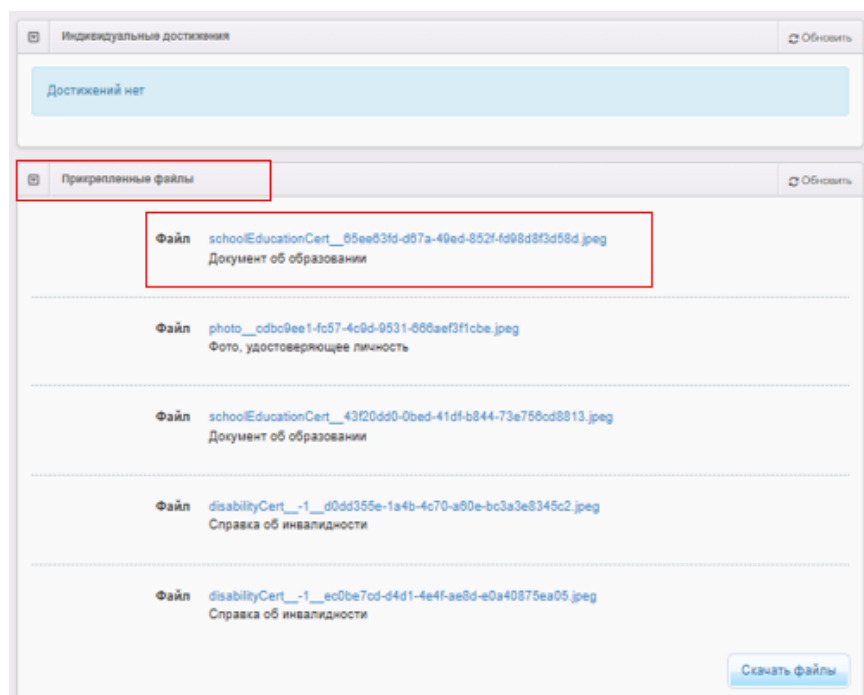 Индивидуальные достижения
Обновить
Достижений нет
Прикрепленные файлы
Обновить
Файл schoolEducationCert__65ee63fd-d67a-49ed-852f-fd98d8f3d58d.jpeg
Документ об образовании
Файл photo__cdbc9ee1-fc57-4c9d-9531-666aef3f1cbe.jpeg
Фото, удостоверяющее личность
Файл schoolEducationCert__43f20dd0-0bed-41df-b844-73e756cd8813.jpeg
Документ об образовании
Файл disabilityCert__-1__d0dd355e-1a4b-4c70-a60e-bc3a3e8345c2.jpeg
Справка об инвалидности
Файл disabilityCert__-1__ec0be7cd-d4d1-4e4f-ae8d-e0a40875ea05.jpeg
Справка об инвалидности
Скачать файлы